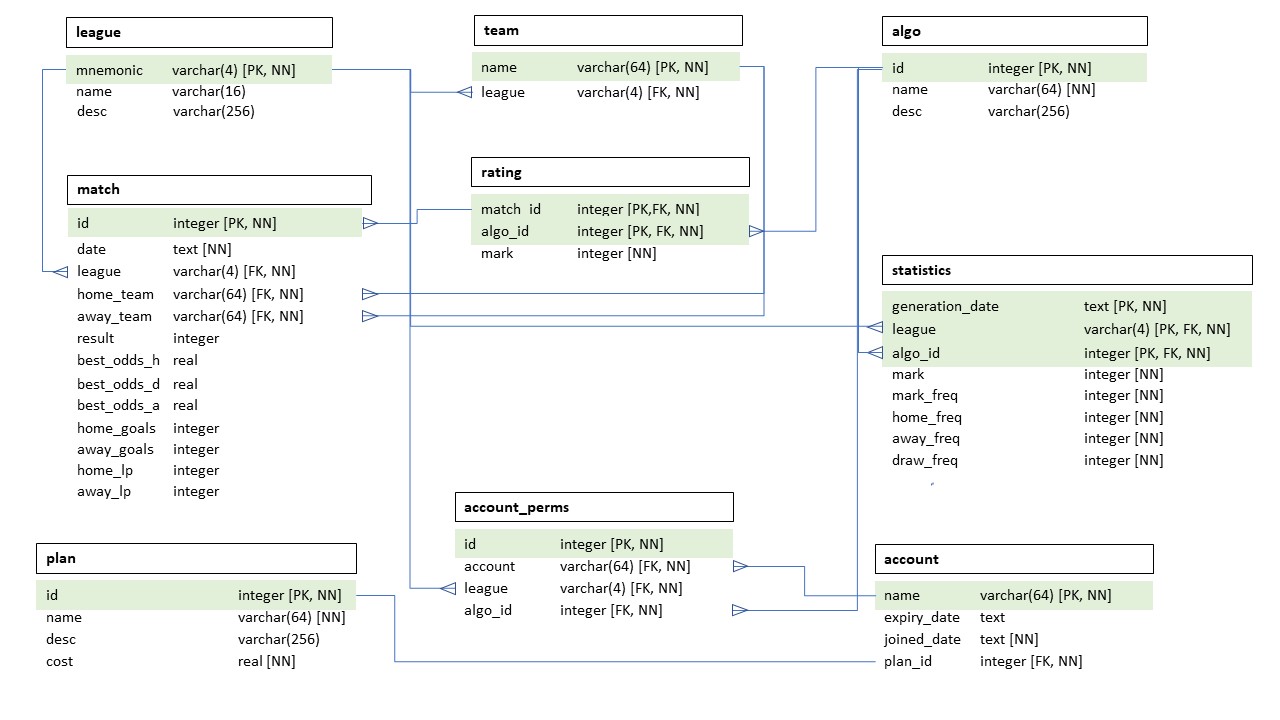 league
mnemonic varchar(4) [PK, NN]
name varchar(16)
desc varchar(256)
team
name varchar(64) [PK, NN]
league varchar(4) [FK, NN]
algo
id integer [PK, NN]
name varchar(64) [NN]
desc varchar(256)
match
id integer [PK, NN]
date text [NN]
league varchar(4) [FK, NN]
home_team varchar(64) [FK, NN]
away_team varchar(64) [FK, NN]
result integer
best_odds_h real
best_odds_d real
best_odds_a real
home_goals integer
away_goals integer
home_lp integer
away_lp integer
rating
match_id integer [PK,FK, NN]
algo_id integer [PK, FK, NN]
mark integer [NN]
statistics
generation_date text [PK, NN]
league varchar(4) [PK, FK, NN]
algo_id integer [PK, FK, NN]
mark integer [NN]
mark_freq integer [NN]
home_freq integer [NN]
away_freq integer [NN]
draw_freq integer [NN]
plan
id integer [PK, NN]
name varchar(64) [NN]
desc varchar(256)
cost real [NN]
account_perms
id integer [PK, NN]
account varchar(64) [FK, NN]
league varchar(4) [FK, NN]
algo_id integer [FK, NN]
account
name varchar(64) [PK, NN]
expiry_date text
joined_date text [NN]
plan_id integer [FK, NN]